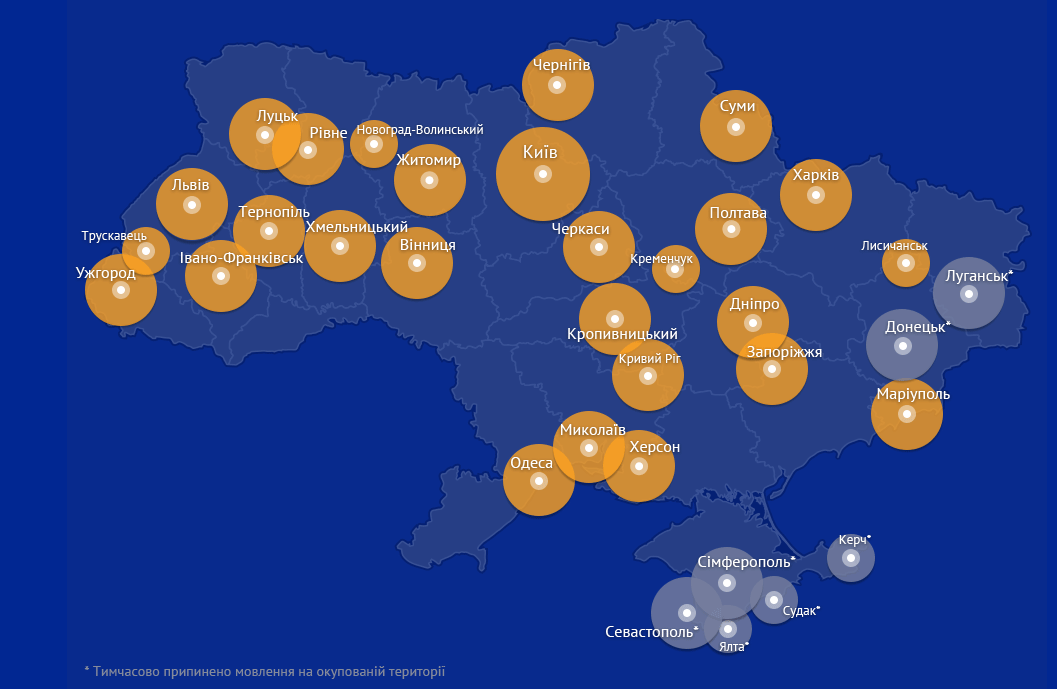 Чернігів
Суми
Луцьк
Рівне
Новоград-Волинський
Житомир
Київ
Харків
Львів
Тернопіль
Хмельницький
Полтава
Трускавець
Черкаси
Вінниця
Лисичанськ
Івано-Франківськ
Кременчук
Ужгород
Луганськ*
Дніпро
Донецьк*
Кропивницький
Запоріжжя
Кривий Ріг
Маріуполь
Миколаїв
Херсон
Одеса
Керч*
Сімферополь*
Судак*
Севастополь*
Ялта*
* Тимчасово припинено мовлення на окупованій території